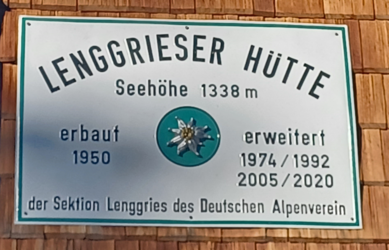 LENGGRIESER HÜTTE
Seehöhe 1338 m
erbaut erweitert
1950 1974/1992
2005/2020
der Sektion Lenggries des Deutschen Alpenverein